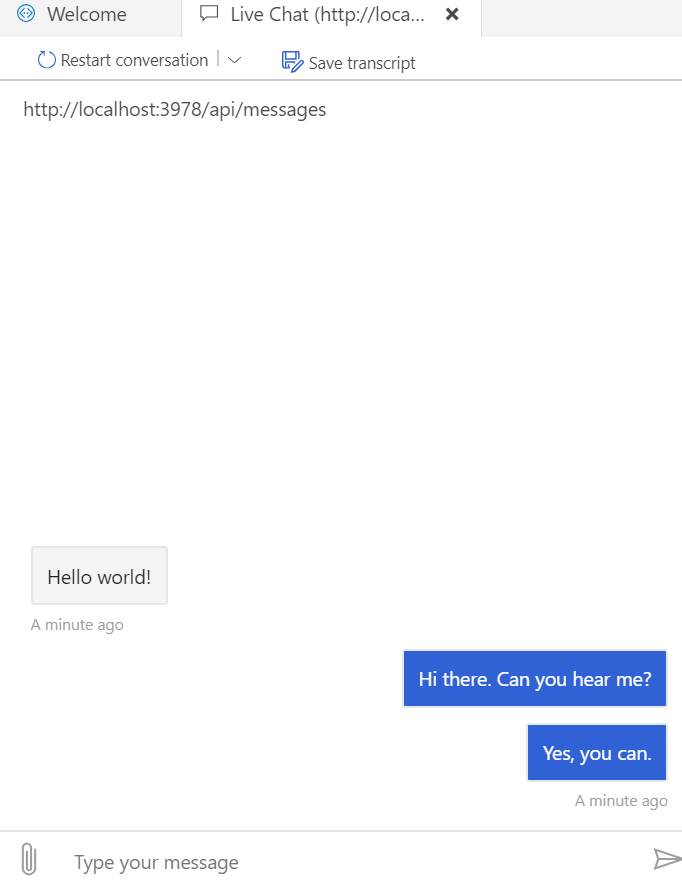 Welcome
Live Chat (http://loca...
Restart conversation
Save transcript
http://localhost:3978/api/messages
Hello world!
A minute ago
Hi there. Can you hear me?
Yes, you can.
A minute ago
Type your message